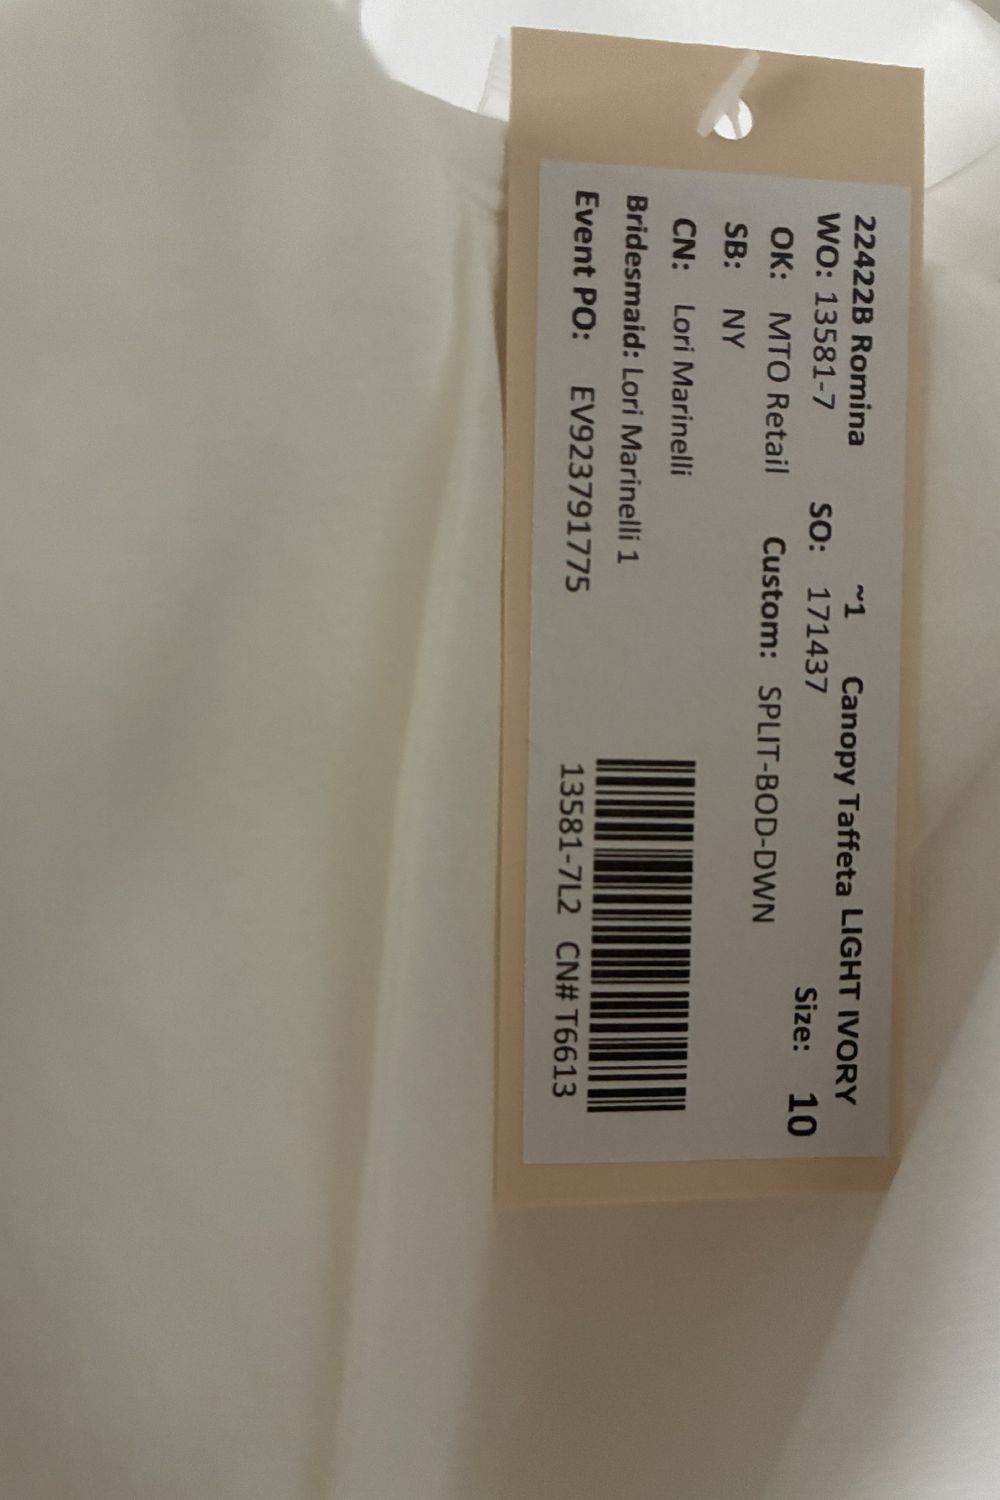 22422B Romina ~1 Canopy Taffeta LIGHT IVORY
WO: 13581-7 SO: 171437 Size: 10
OK: MTO Retail Custom: SPLIT-BOD-DWN
SB: NY
CN: Lori Marinelli
Bridesmaid: Lori Marinelli 1
Event PO: EV923791775
13581-7L2 CN# T6613